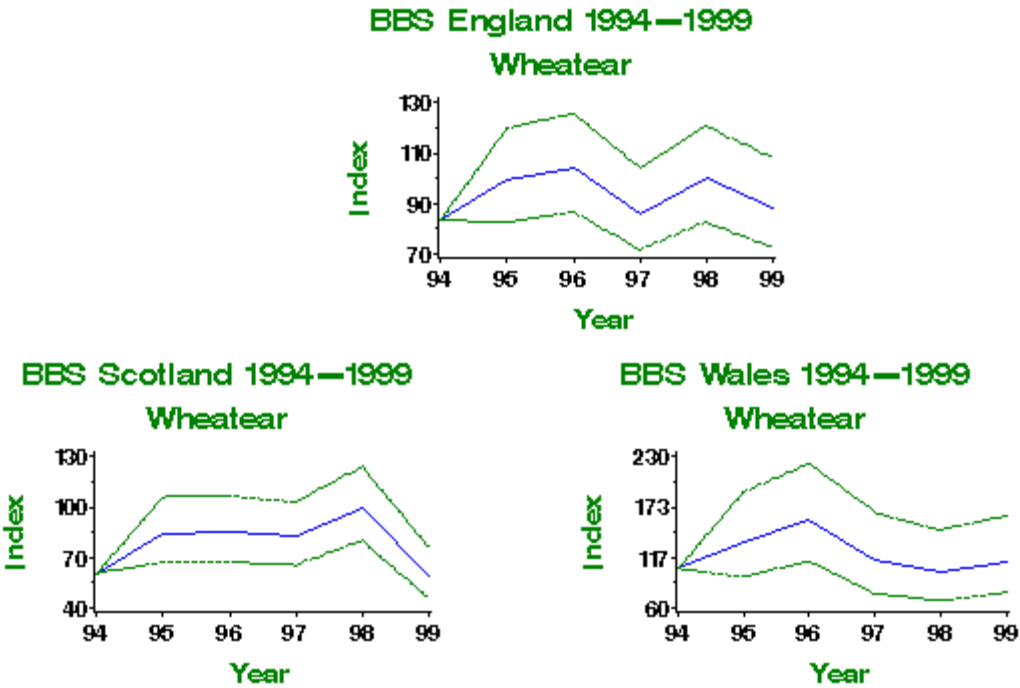 BBS England 1994—1999
Wheatear
130
110
90
70
Index
94 95 96 97 98 99
Year
BBS Scotland 1994—1999
Wheatear
130
100
70
40
Index
94 95 96 97 98 99
Year
BBS Wales 1994—1999
Wheatear
230
173
117
60
Index
94 95 96 97 98 99
Year